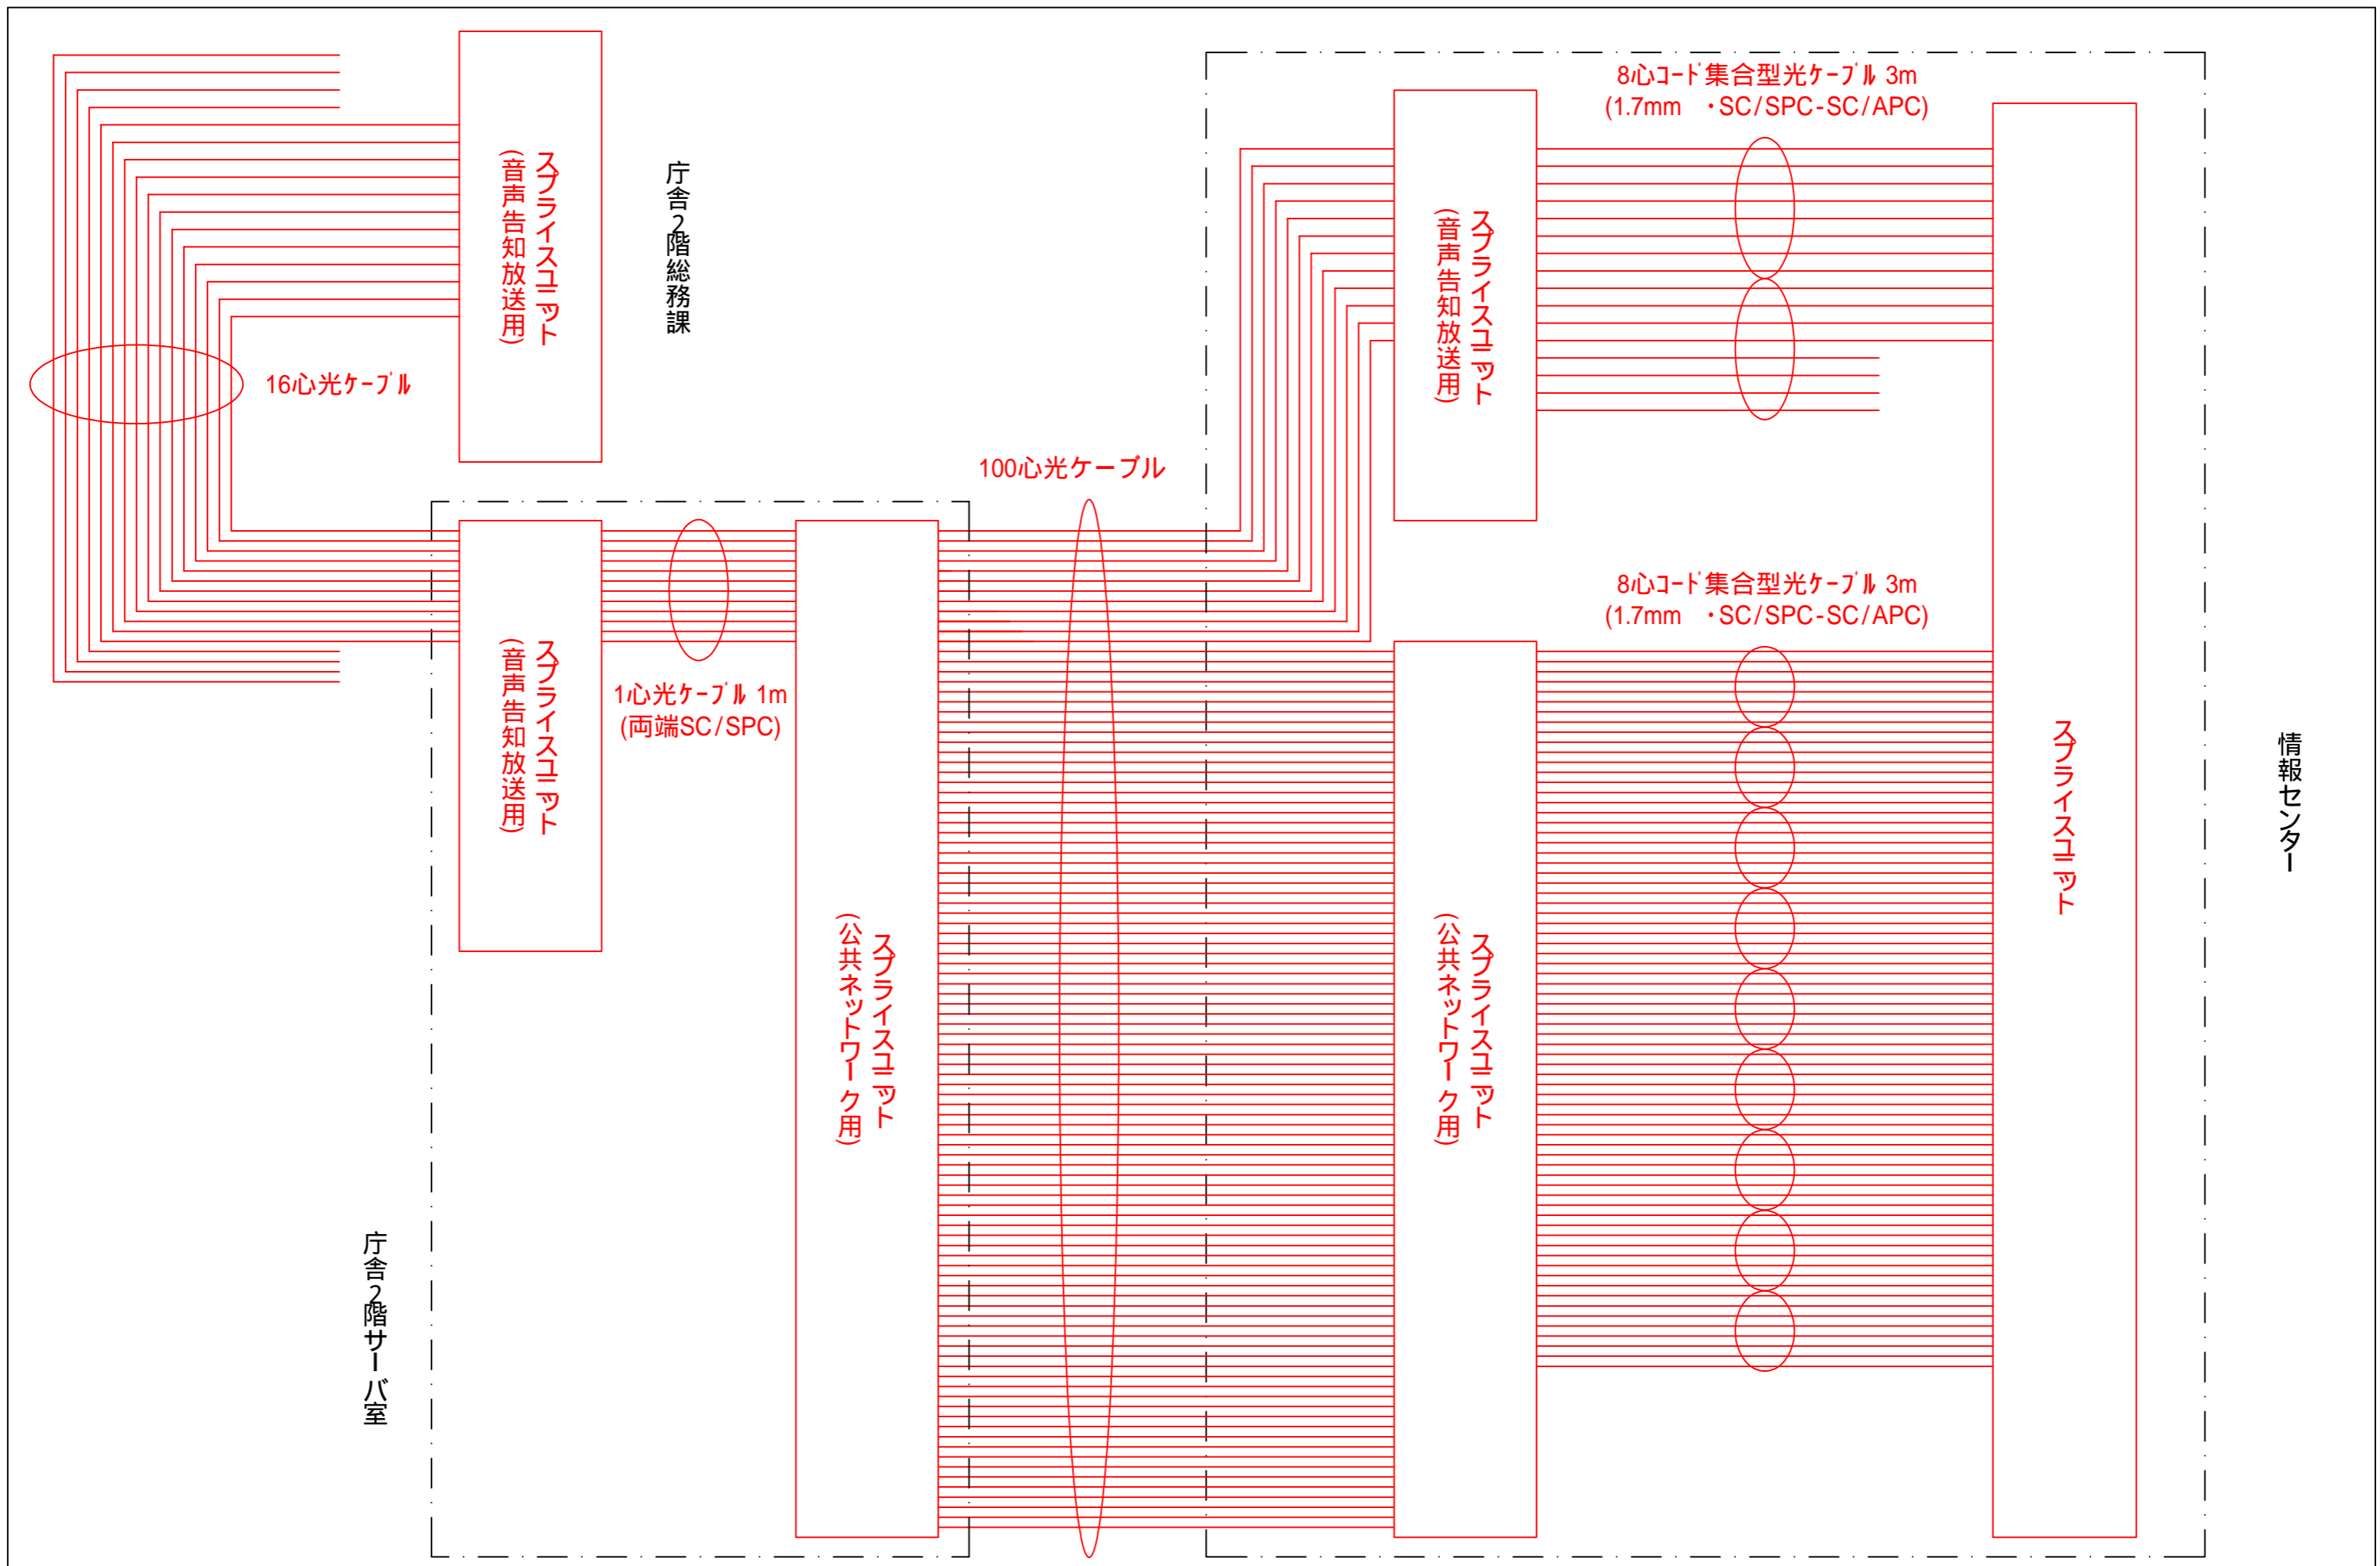 8心コード集合型光ケーブル 3m
(1.7mm ・SC/SPC-SC/APC)
スプライスユニット
(音声告知放送用)
庁舎2階総務課
スプライスユニット
(音声告知放送用)
16心光ケーブル
100心光ケーブル
8心コード集合型光ケーブル 3m
(1.7mm ・SC/SPC-SC/APC)
スプライスユニット
(音声告知放送用)
1心光ケーブル 1m
(両端SC/SPC)
スプライスユニット
情報センター
スプライスユニット
(公共ネットワーク用)
スプライスユニット
(公共ネットワーク用)
庁舎2階サーバ室